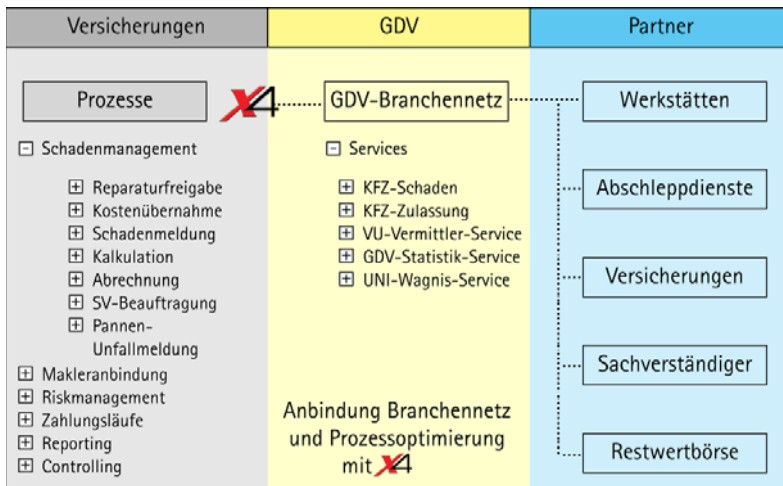 Versicherungen
GDV
Partner
Prozesse
X4
GDV-Branchennetz
Werkstätten
Schadenmanagement
Reparaturfreigabe
Kostenübernahme
Schadenmeldung
Kalkulation
Abrechnung
SV-Beauftragung
Pannen-
Unfallmeldung
Makleranbindung
Riskmanagement
Zahlungsläufe
Reporting
Controlling
Services
KFZ-Schaden
KFZ-Zulassung
VU-Vermittler-Service
GDV-Statistik-Service
UNI-Wagnis-Service
Anbindung Branchennetz
und Prozessoptimierung
mit X4
Abschleppdienste
Versicherungen
Sachverständiger
Restwertbörse